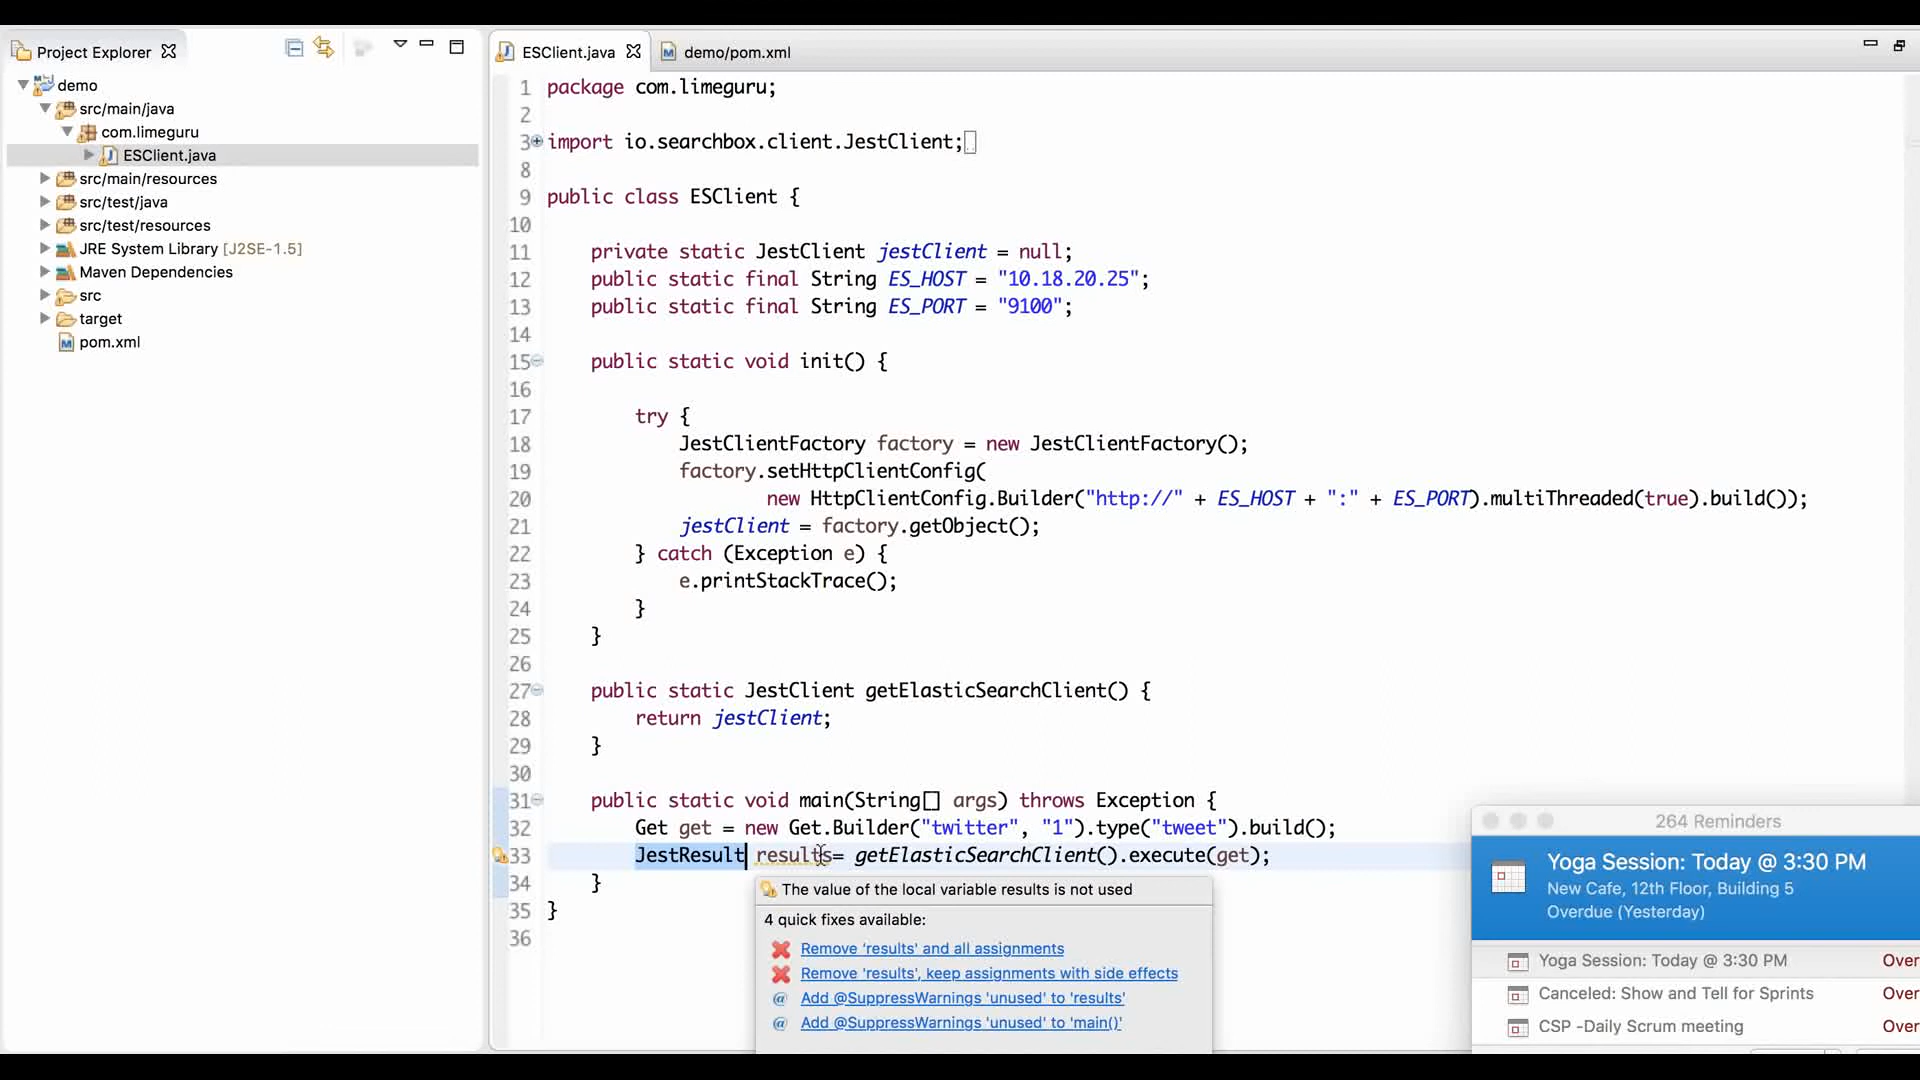 Project Explorer
demo
src/main/java
com.limeguru
ESClient.java
src/main/resources
src/test/java
src/test/resources
JRE System Library [J2SE-1.5]
Maven Dependencies
src
target
pom.xml
ESClient.java
demo/pom.xml
1 package com.limeguru;
2
3 import io.searchbox.client.JestClient;
8
9 public class ESClient {
10
11 private static JestClient jestClient = null;
12 public static final String ES_HOST = "10.18.20.25";
13 public static final String ES_PORT = "9100";
14
15 public static void init() {
16
17 try {
18 JestClientFactory factory = new JestClientFactory();
19 factory.setHttpClientConfig(
20 new HttpClientConfig.Builder("http://" + ES_HOST + ":" + ES_PORT).multiThreaded(true).build());
21 jestClient = factory.getObject();
22 } catch (Exception e) {
23 e.printStackTrace();
24 }
25 }
26
27 public static JestClient getElasticSearchClient() {
28 return jestClient;
29 }
30
31 public static void main(String[] args) throws Exception {
32 Get get = new Get.Builder("twitter", "1").type("tweet").build();
33 JestResult results= getElasticSearchClient().execute(get);
34 }
35 }
36
The value of the local variable results is not used
4 quick fixes available:
Remove 'results' and all assignments
Remove 'results', keep assignments with side effects
Add @SuppressWarnings 'unused' to 'results'
Add @SuppressWarnings 'unused' to 'main()'
264 Reminders
Yoga Session: Today @ 3:30 PM
New Cafe, 12th Floor, Building 5
Overdue (Yesterday)
Yoga Session: Today @ 3:30 PM Over
Canceled: Show and Tell for Sprints Over
CSP -Daily Scrum meeting Over